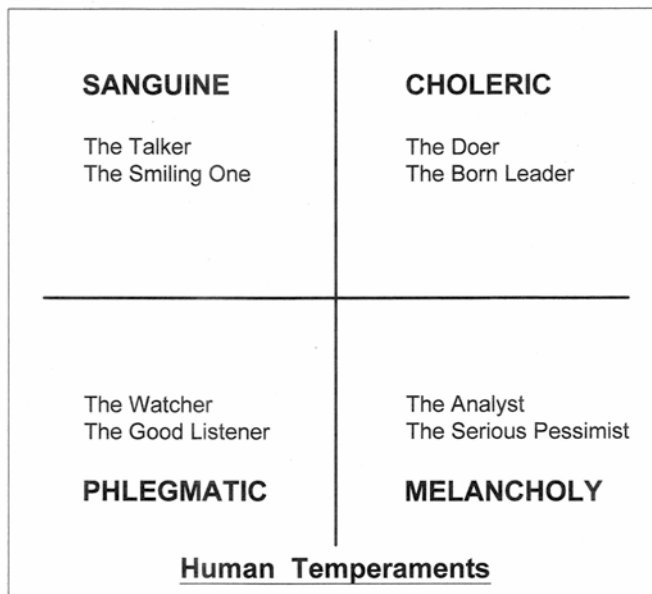 SANGUINE
The Talker
The Smiling One
CHOLERIC
The Doer
The Born Leader
The Watcher
The Good Listener
PHLEGMATIC
The Analyst
The Serious Pessimist
MELANCHOLY
Human Temperaments